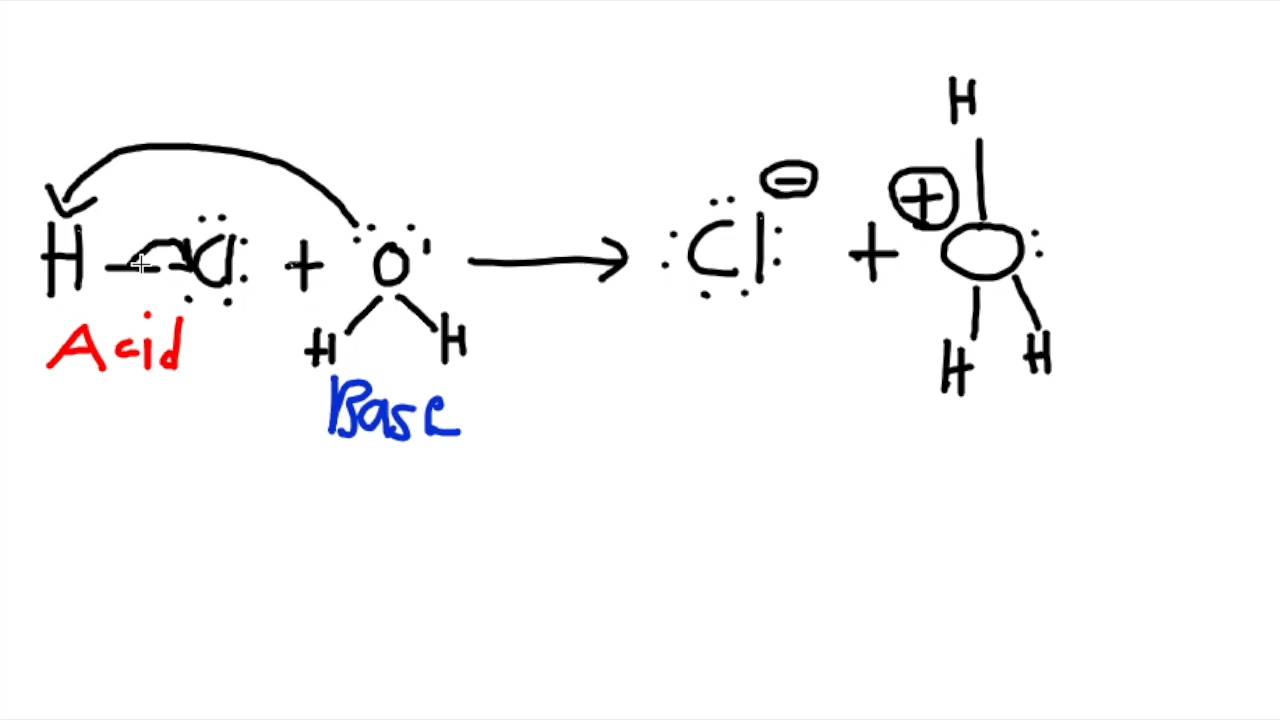 H
H — Cl + O → Cl ⊖ + ⊕ O
H H H H
Acid
Base